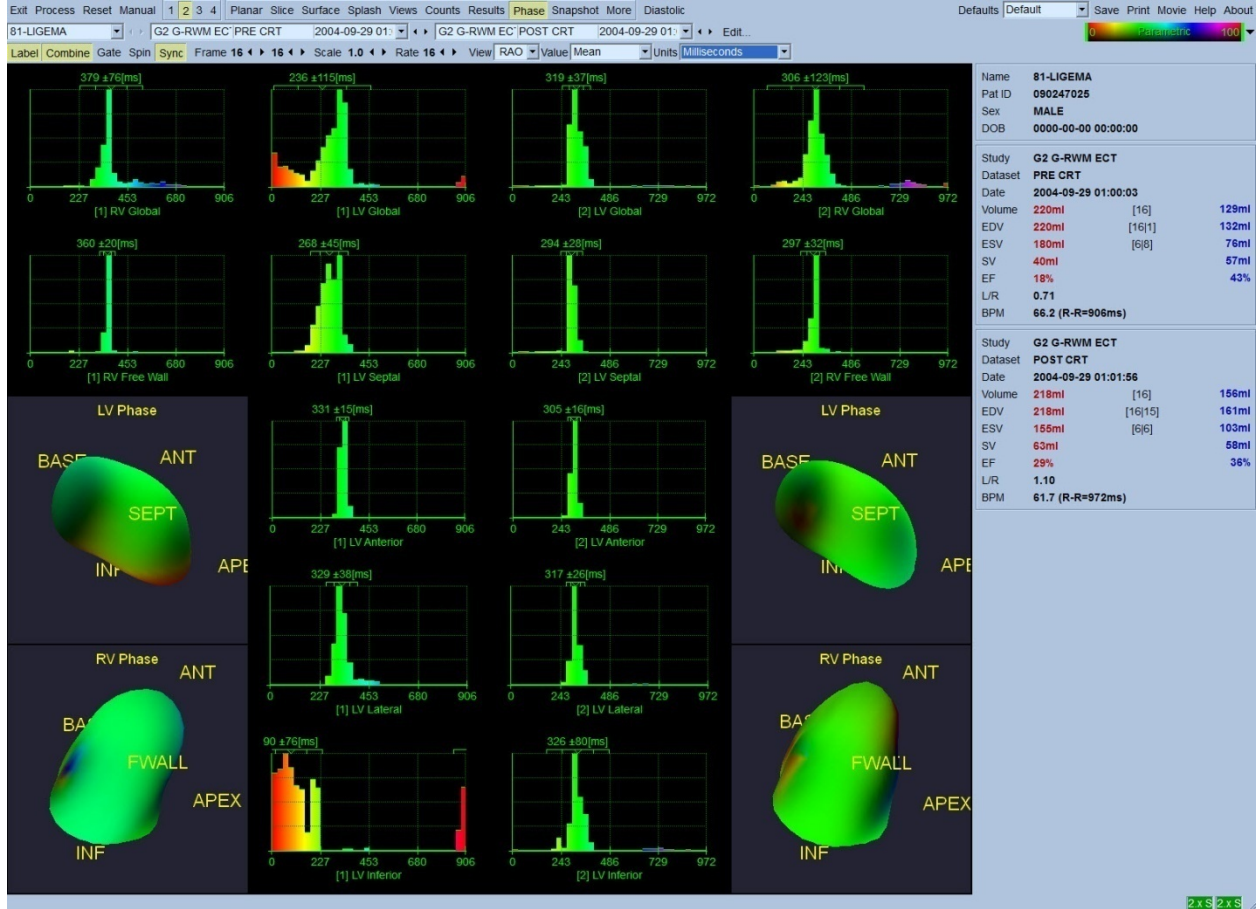 Exit Process Reset Manual 1 2 3 4 Planar Slice Surface Splash Views Counts Results Phase Snapshot More Diastolic Defaults Default Save Print Movie Help About
81-LIGEMA G2 G-RWM EC PRE CRT 2004-09-29 01: G2 G-RWM EC POST CRT 2004-09-29 01: Edit... 0 Parametric 100
Label Combine Gate Spin Sync Frame 16 16 Scale 1.0 Rate 16 View RAO Value Mean Units Milliseconds
379 ±76[ms] 236 ±115[ms] 319 ±37[ms] 306 ±123[ms]
0 227 453 680 906 0 227 453 680 906 0 243 486 729 972 0 243 486 729 972
[1] RV Global [1] LV Global [2] LV Global [2] RV Global
360 ±20[ms] 268 ±45[ms] 294 ±28[ms] 297 ±32[ms]
0 227 453 680 906 0 227 453 680 906 0 243 486 729 972 0 243 486 729 972
[1] RV Free Wall [1] LV Septal [2] LV Septal [2] RV Free Wall
LV Phase
BASE ANT
SEPT
INF APE
331 ±15[ms] 305 ±16[ms]
0 227 453 680 906 0 243 486 729 972
[1] LV Anterior [2] LV Anterior
LV Phase
BASE ANT
SEPT
INF APE
329 ±38[ms] 317 ±26[ms]
0 227 453 680 906 0 243 486 729 972
[1] LV Lateral [2] LV Lateral
RV Phase
ANT
BAS
FWALL
APEX
INF
90 ±76[ms] 326 ±80[ms]
0 227 453 680 906 0 243 486 729 972
[1] LV Inferior [2] LV Inferior
RV Phase
ANT
BAS
FWALL
APEX
INF
Name 81-LIGEMA
Pat ID 090247025
Sex MALE
DOB 0000-00-00 00:00:00
Study G2 G-RWM ECT
Dataset PRE CRT
Date 2004-09-29 01:00:03
Volume 220ml [16] 129ml
EDV 220ml [16|1] 132ml
ESV 180ml [6|8] 76ml
SV 40ml 57ml
EF 18% 43%
L/R 0.71
BPM 66.2 (R-R=906ms)
Study G2 G-RWM ECT
Dataset POST CRT
Date 2004-09-29 01:01:56
Volume 218ml [16] 156ml
EDV 218ml [16|15] 161ml
ESV 155ml [6|6] 103ml
SV 63ml 58ml
EF 29% 36%
L/R 1.10
BPM 61.7 (R-R=972ms)
2.x S 2.x S